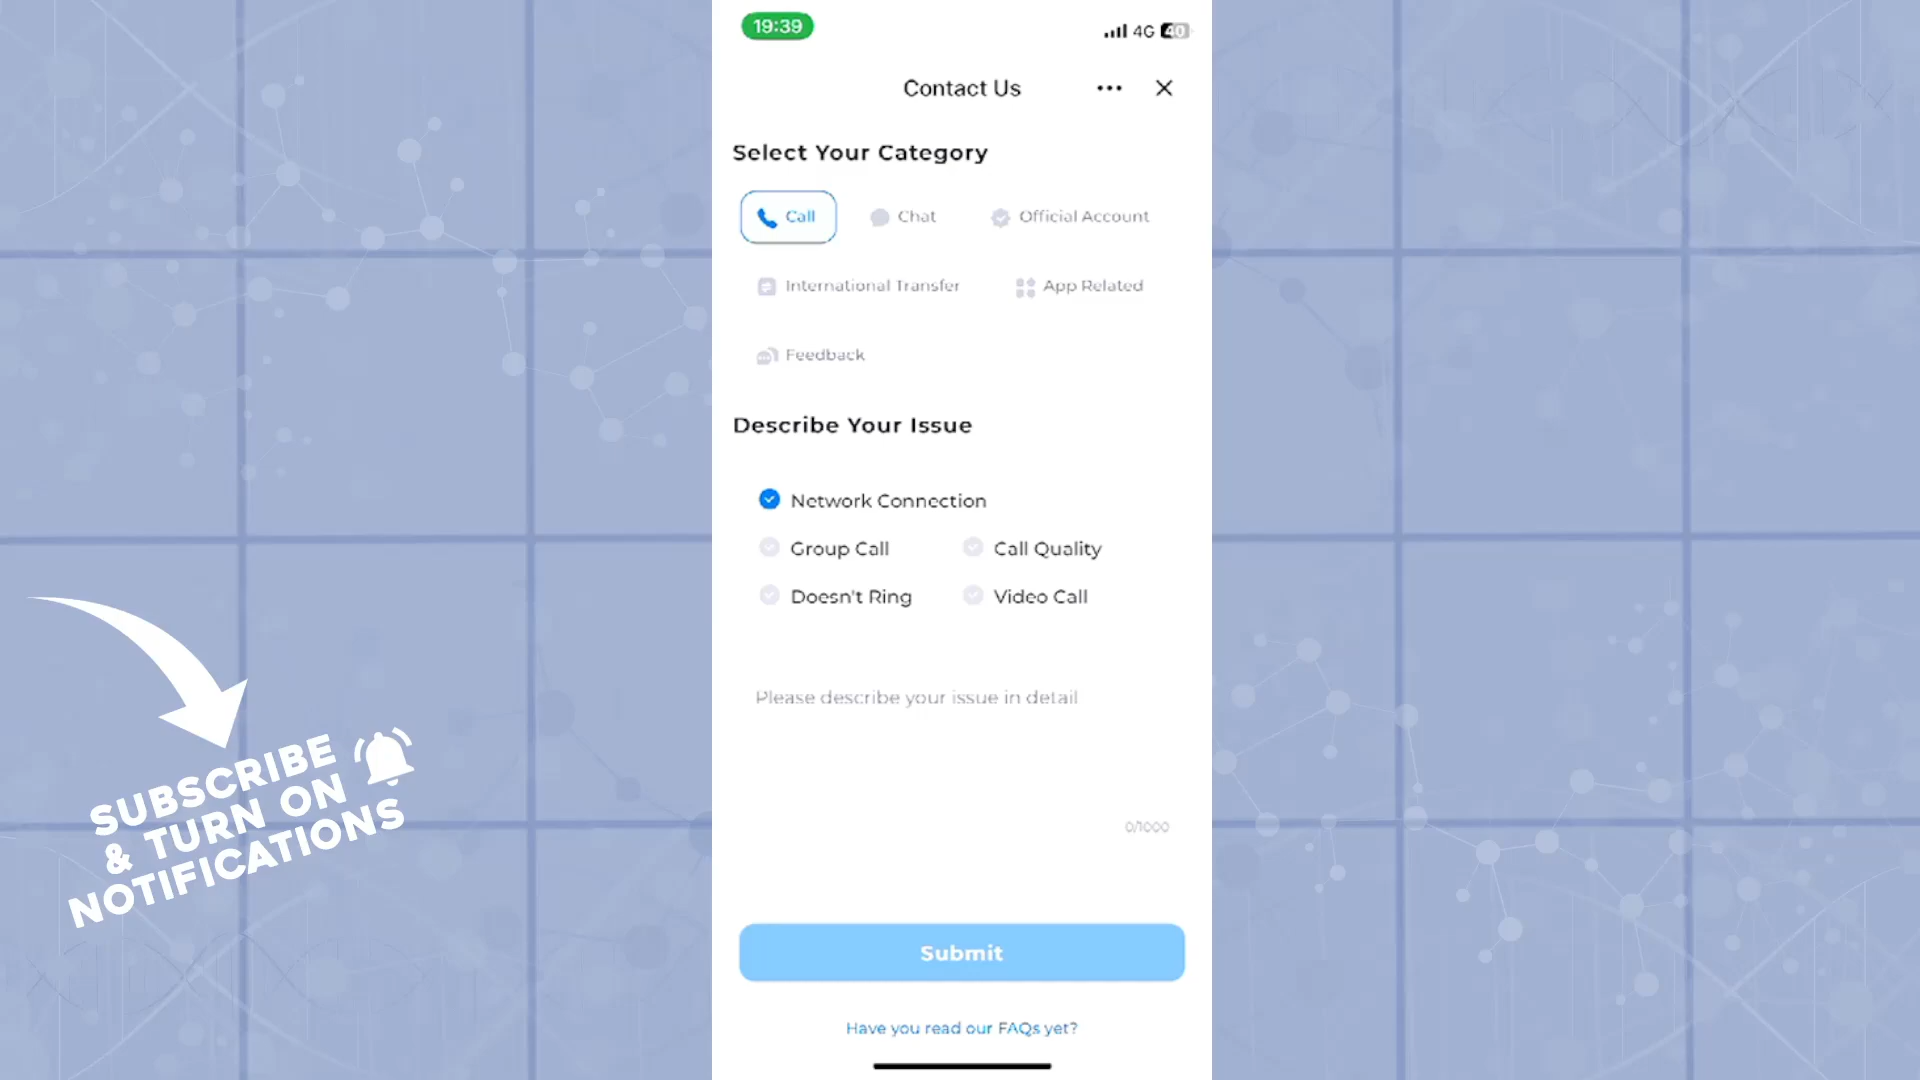 19:39
4G 40
Contact Us
Select Your Category
Call Chat Official Account
International Transfer App Related
Feedback
Describe Your Issue
Network Connection
Group Call Call Quality
Doesn't Ring Video Call
Please describe your issue in detail
0/1000
Submit
Have you read our FAQs yet?
SUBSCRIBE
& TURN ON
NOTIFICATIONS